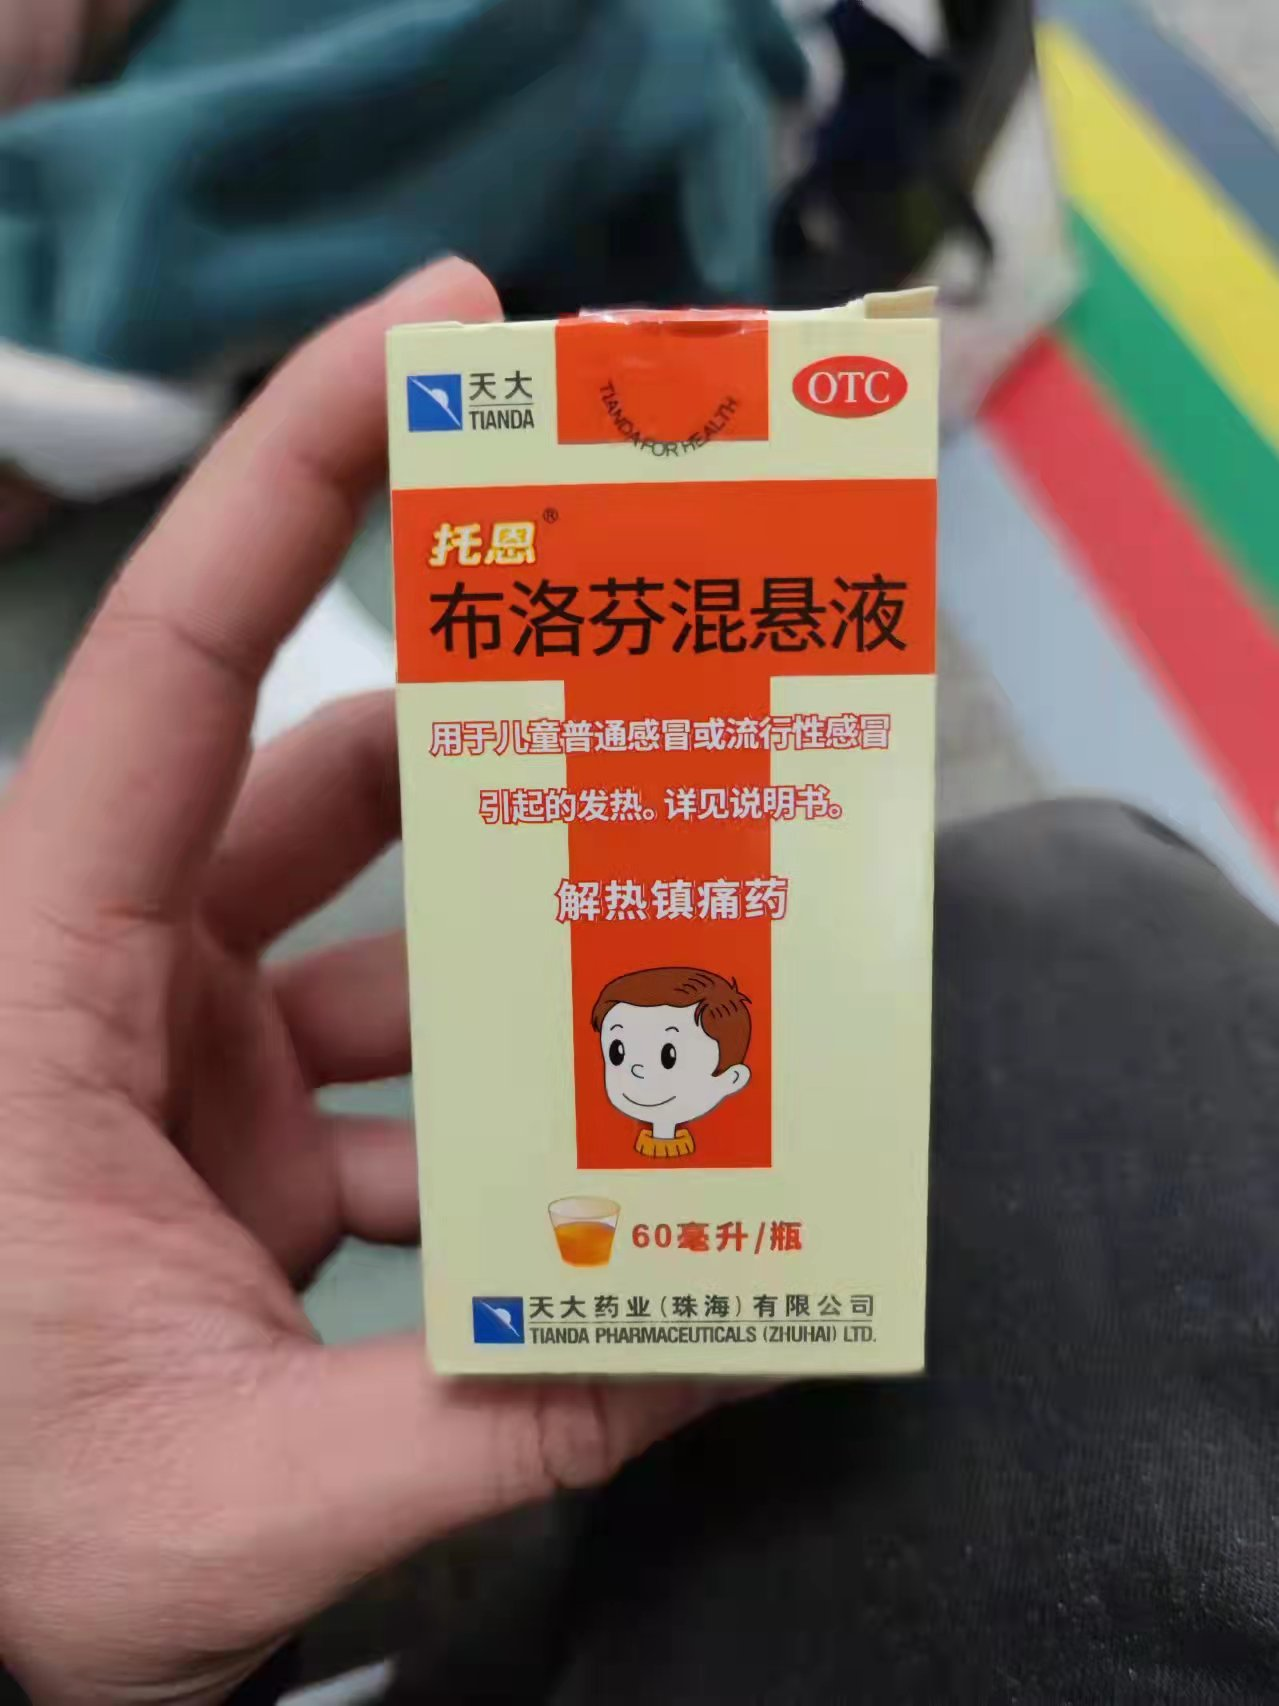 天大
TIANDA
TIANDA FOR HEALTH
OTC
托恩®
布洛芬混悬液
用于儿童普通感冒或流行性感冒
引起的发热。详见说明书。
解热镇痛药
60毫升/瓶
天大药业(珠海)有限公司
TIANDA PHARMACEUTICALS (ZHUHAI) LTD.